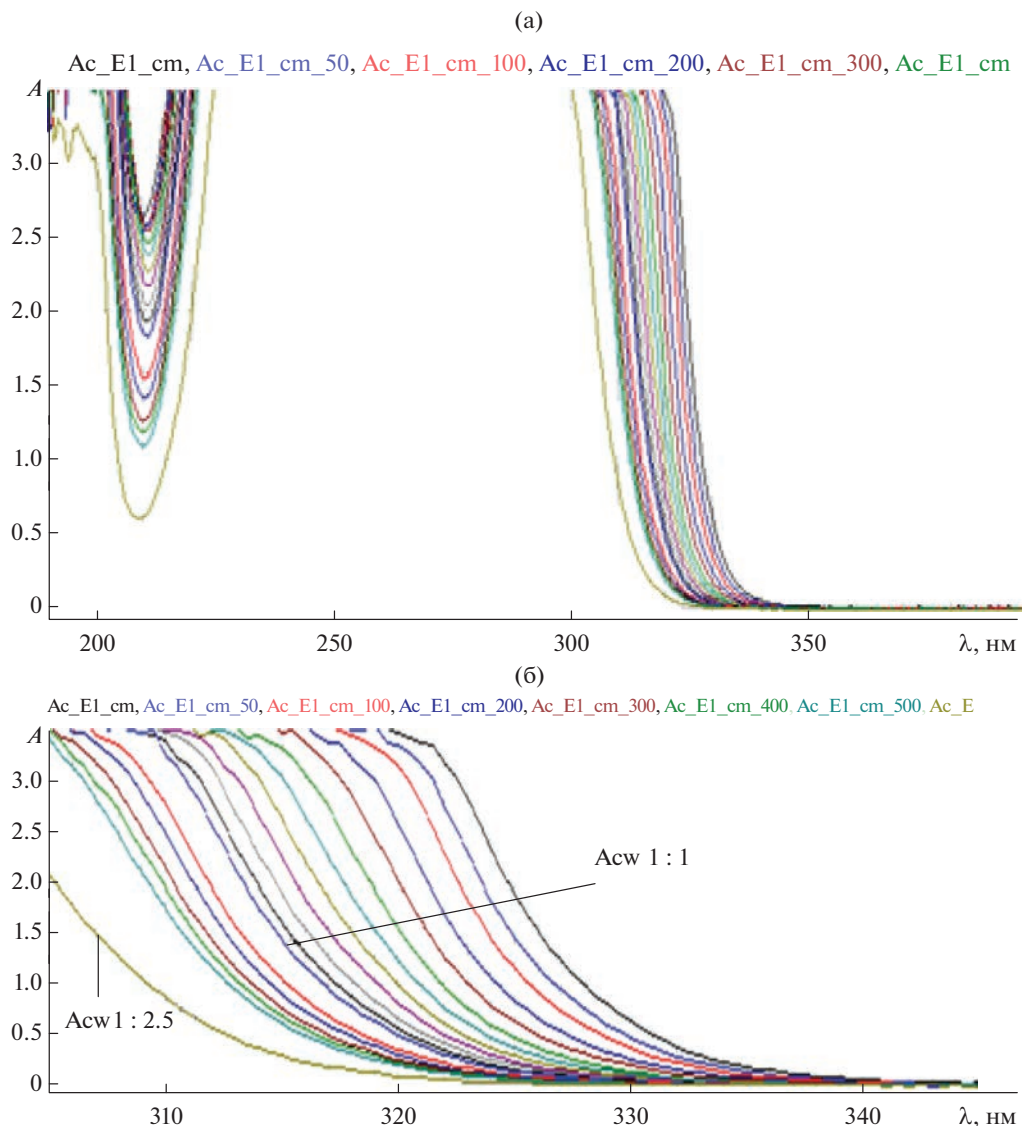 (а)
Ac_E1_cm, Ac_E1_cm_50, Ac_E1_cm_100, Ac_E1_cm_200, Ac_E1_cm_300, Ac_E1_cm
A
3.0
2.5
2.0
1.5
1.0
0.5
0
200 250 300 350 λ, нм
(б)
Ac_E1_cm, Ac_E1_cm_50, Ac_E1_cm_100, Ac_E1_cm_200, Ac_E1_cm_300, Ac_E1_cm_400, Ac_E1_cm_500, Ac_E
A
3.0
2.5
2.0
1.5
1.0
0.5
0
Acw 1 : 1
Acw 1 : 2.5
310 320 330 340 λ, нм